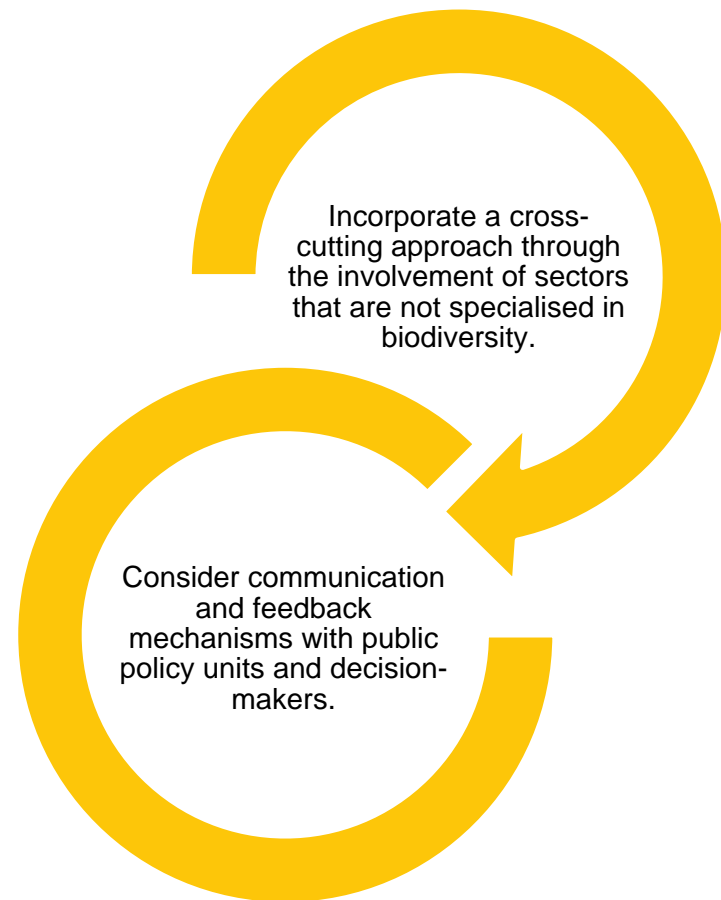 Incorporate a cross-
cutting approach through
the involvement of sectors
that are not specialised in
biodiversity.
Consider communication
and feedback
mechanisms with public
policy units and decision-
makers.